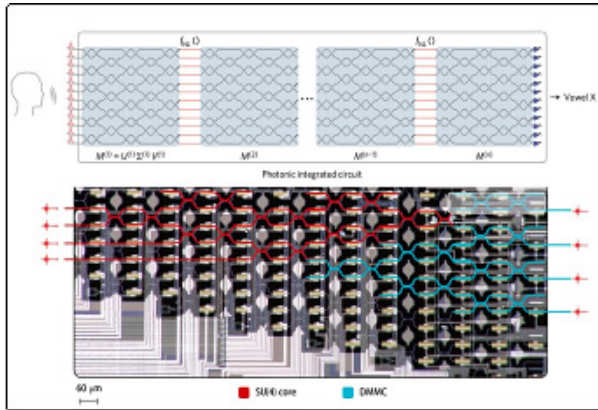 f_NL() f_NL()
→ Vowel X
M^(1) = U^(1) Σ^(1) V^(1) M^(2) ... M^(n-1) M^(n)
Photonic integrated circuit
60 μm
SU(4) core DMMC